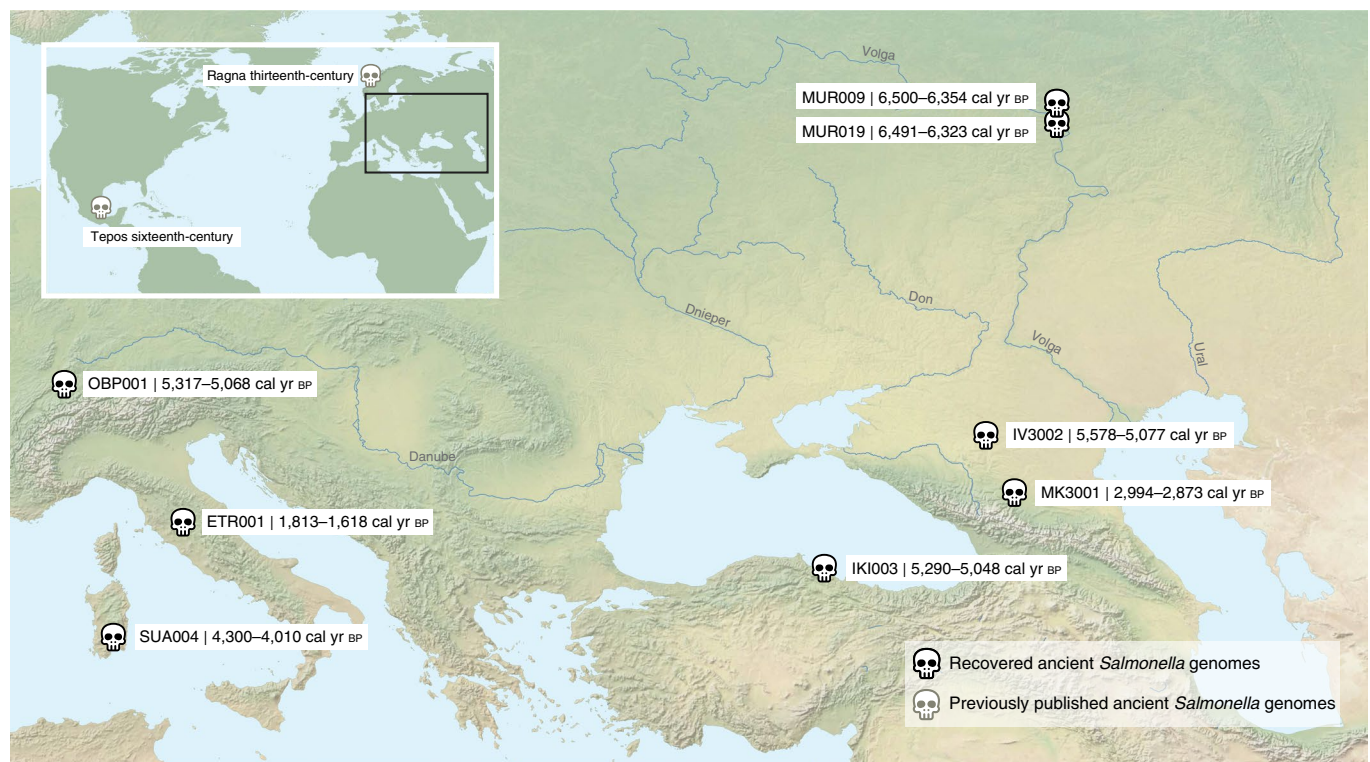 Ragna thirteenth-century
Tepos sixteenth-century
Volga
MUR009 | 6,500–6,354 cal yr BP
MUR019 | 6,491–6,323 cal yr BP
Dnieper
Don
Volga
Ural
OBP001 | 5,317–5,068 cal yr BP
IV3002 | 5,578–5,077 cal yr BP
Danube
MK3001 | 2,994–2,873 cal yr BP
ETR001 | 1,813–1,618 cal yr BP
IKI003 | 5,290–5,048 cal yr BP
SUA004 | 4,300–4,010 cal yr BP
Recovered ancient Salmonella genomes
Previously published ancient Salmonella genomes